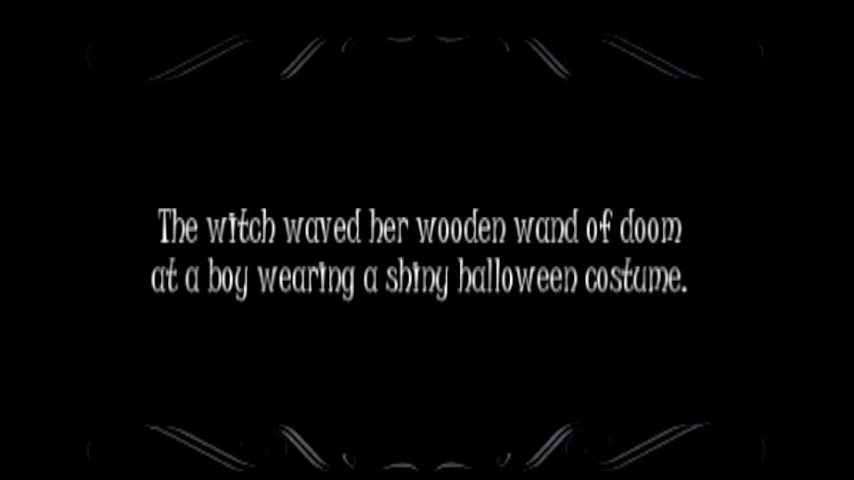 The witch waved her wooden wand of doom
at a boy wearing a shiny halloween costume.